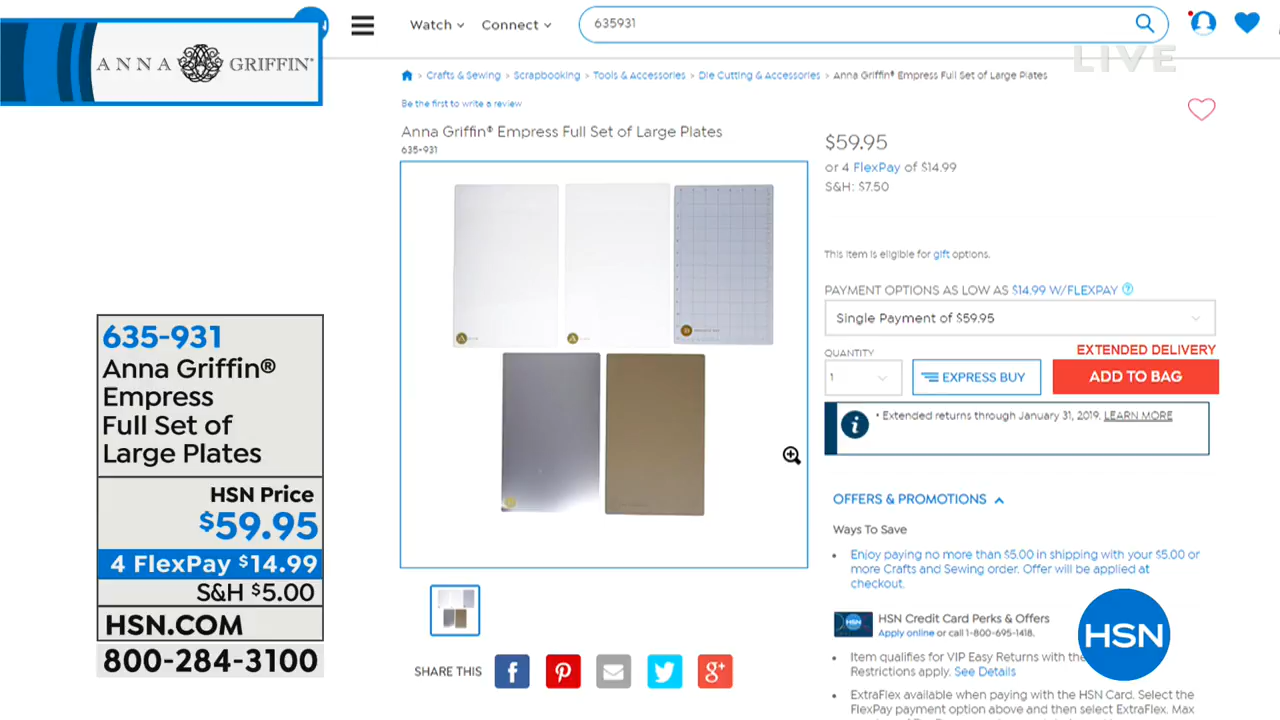 ANNA GRIFFIN®
Watch
Connect
635931
LIVE
Crafts & Sewing > Scrapbooking > Tools & Accessories > Die Cutting & Accessories > Anna Griffin® Empress Full Set of Large Plates
Be the first to write a review
Anna Griffin® Empress Full Set of Large Plates
635-931
$59.95
or 4 FlexPay of $14.99
S&H: $7.50
This item is eligible for gift options.
PAYMENT OPTIONS AS LOW AS $14.99 W/FLEXPAY ?
Single Payment of $59.95
QUANTITY
1
EXPRESS BUY
EXTENDED DELIVERY
ADD TO BAG
i
• Extended returns through January 31, 2019. LEARN MORE
OFFERS & PROMOTIONS
Ways To Save
• Enjoy paying no more than $5.00 in shipping with your $5.00 or
more Crafts and Sewing order. Offer will be applied at
checkout.
HSN
HSN Credit Card Perks & Offers
Apply online or call 1-800-695-1418.
• Item qualifies for VIP Easy Returns with the
Restrictions apply. See Details
• ExtraFlex available when paying with the HSN Card. Select the
FlexPay payment option above and then select ExtraFlex. Max
HSN
SHARE THIS
635-931
Anna Griffin®
Empress
Full Set of
Large Plates
HSN Price
$59.95
4 FlexPay $14.99
S&H $5.00
HSN.COM
800-284-3100